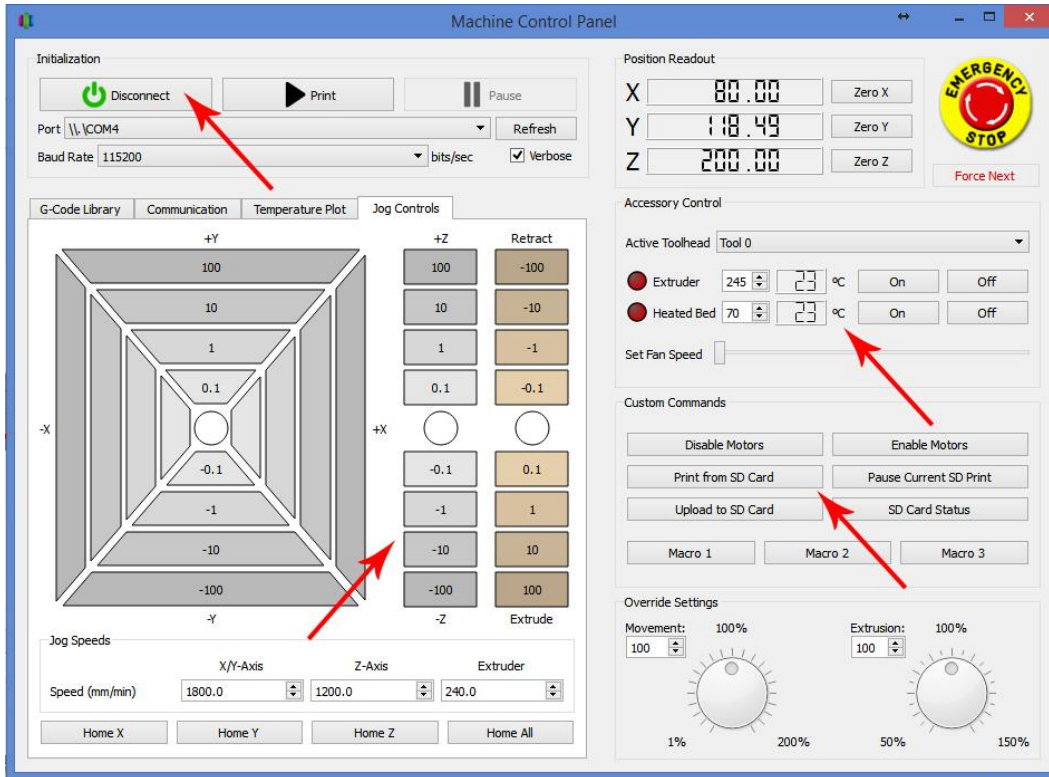 Machine Control Panel
Initialization
Disconnect Print Pause
Port \\.\COM4 Refresh
Baud Rate 115200 bits/sec Verbose
G-Code Library Communication Temperature Plot Jog Controls
+Y +Z Retract
100 100 -100
10 10 -10
1 1 -1
0.1 0.1 -0.1
-X +X
-0.1 -0.1 0.1
-1 -1 1
-10 -10 10
-100 -100 100
-Y -Z Extrude
Jog Speeds
X/Y-Axis Z-Axis Extruder
Speed (mm/min) 1800.0 1200.0 240.0
Home X Home Y Home Z Home All
Position Readout
X 80.00 Zero X
Y 118.49 Zero Y
Z 200.00 Zero Z
EMERGENCY
STOP
Force Next
Accessory Control
Active Toolhead Tool 0
Extruder 245 23 ºC On Off
Heated Bed 70 23 ºC On Off
Set Fan Speed
Custom Commands
Disable Motors Enable Motors
Print from SD Card Pause Current SD Print
Upload to SD Card SD Card Status
Macro 1 Macro 2 Macro 3
Override Settings
Movement: 100% Extrusion: 100%
100 100
1% 200% 50% 150%